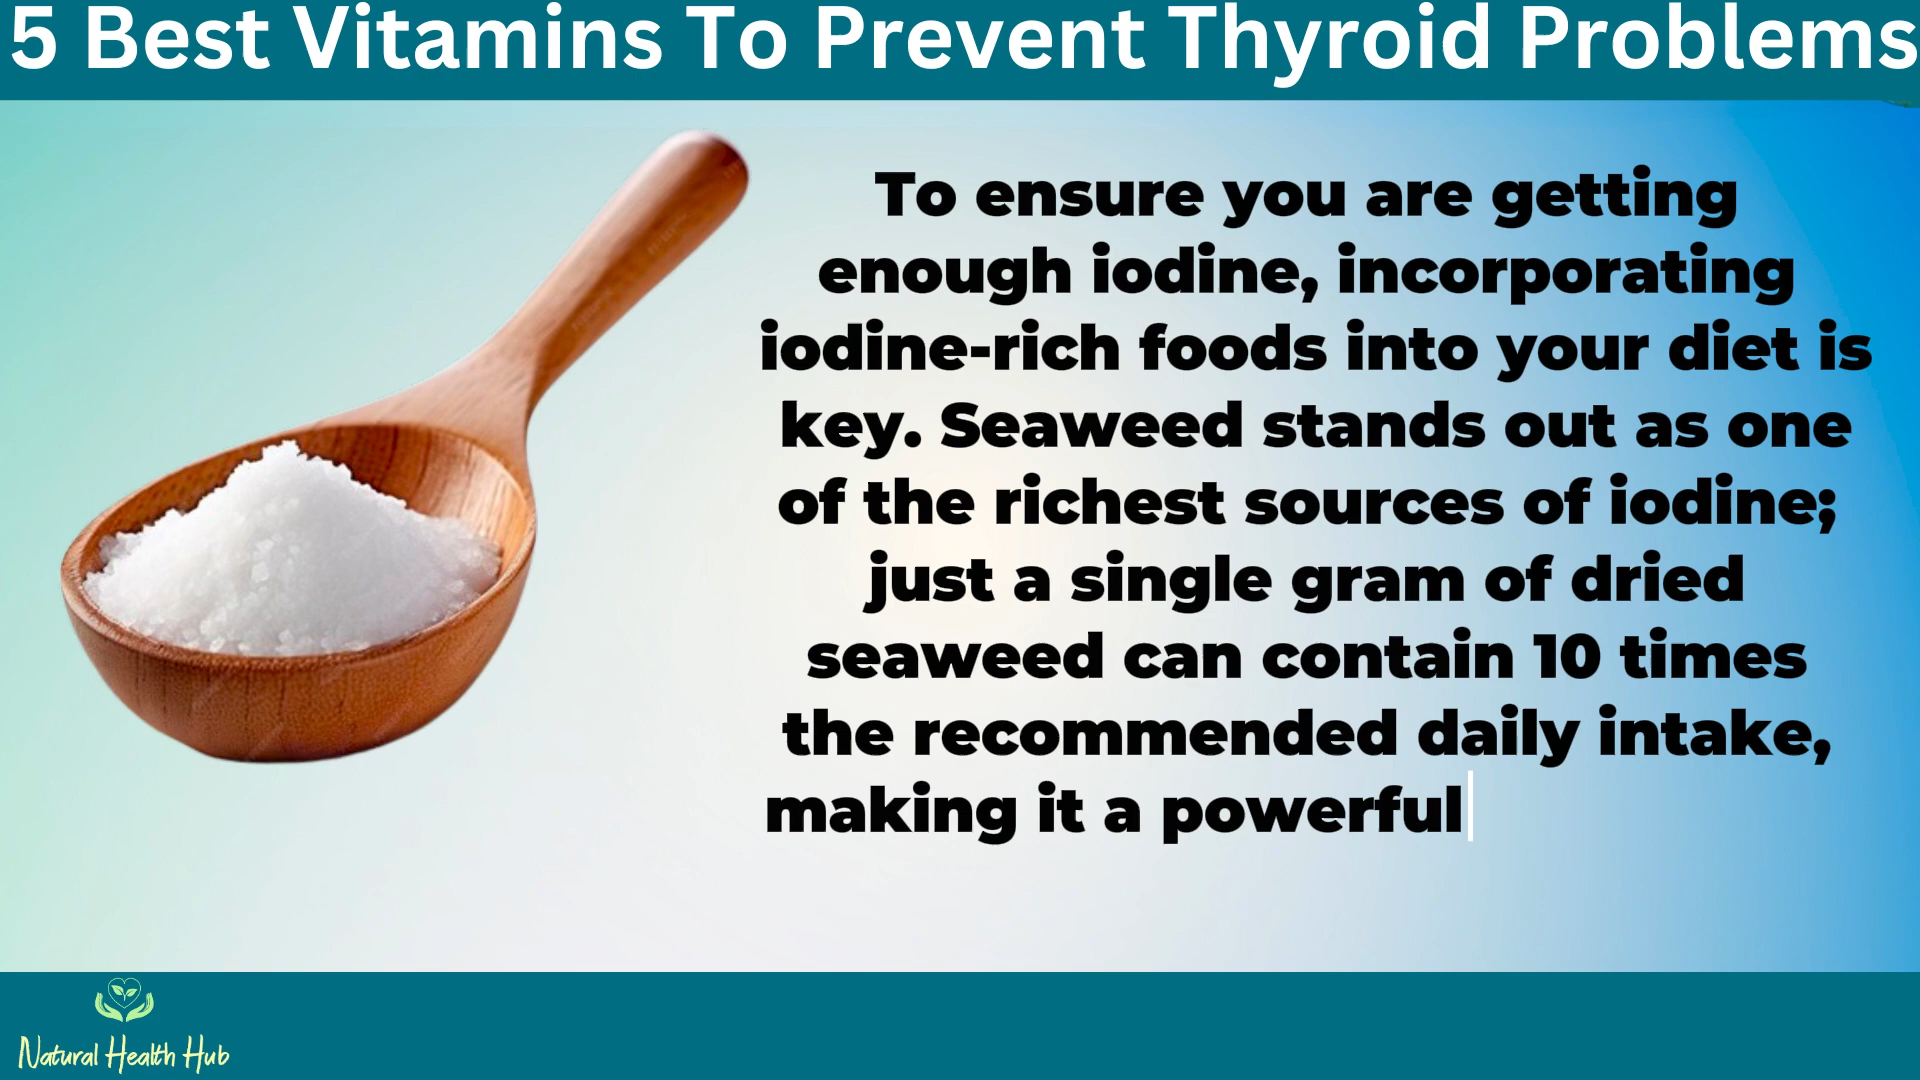 5 Best Vitamins To Prevent Thyroid Problems
To ensure you are getting
enough iodine, incorporating
iodine-rich foods into your diet is
key. Seaweed stands out as one
of the richest sources of iodine;
just a single gram of dried
seaweed can contain 10 times
the recommended daily intake,
making it a powerful
Natural Health Hub